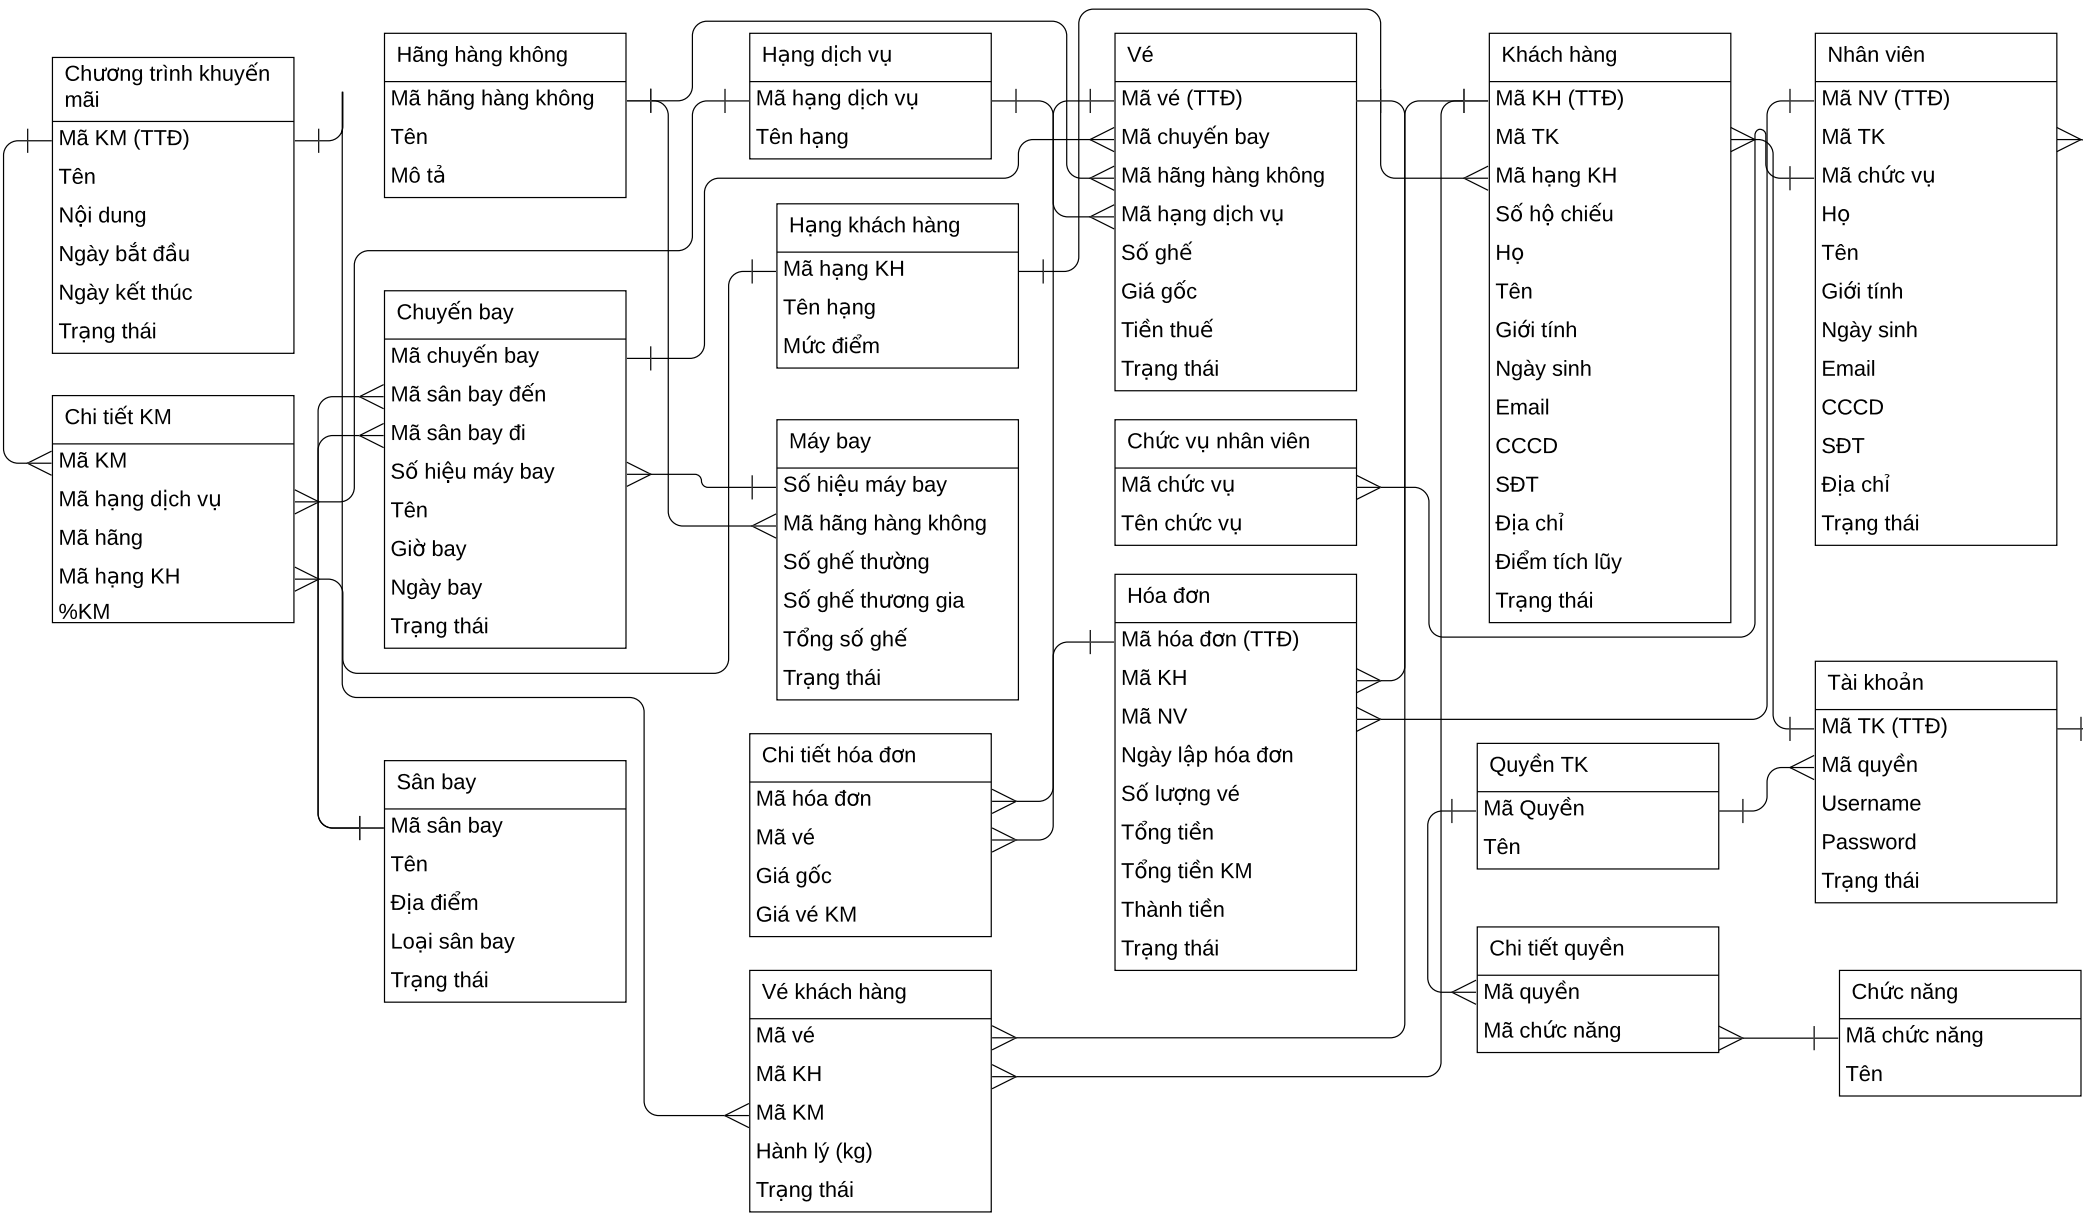 Chương trình khuyến
mãi
Mã KM (TTĐ)
Tên
Nội dung
Ngày bắt đầu
Ngày kết thúc
Trạng thái
Chi tiết KM
Mã KM
Mã hạng dịch vụ
Mã hãng
Mã hạng KH
%KM
Hãng hàng không
Mã hãng hàng không
Tên
Mô tả
Chuyến bay
Mã chuyến bay
Mã sân bay đến
Mã sân bay đi
Số hiệu máy bay
Tên
Giờ bay
Ngày bay
Trạng thái
Sân bay
Mã sân bay
Tên
Địa điểm
Loại sân bay
Trạng thái
Hạng dịch vụ
Mã hạng dịch vụ
Tên hạng
Hạng khách hàng
Mã hạng KH
Tên hạng
Mức điểm
Máy bay
Số hiệu máy bay
Mã hãng hàng không
Số ghế thường
Số ghế thương gia
Tổng số ghế
Trạng thái
Chi tiết hóa đơn
Mã hóa đơn
Mã vé
Giá gốc
Giá vé KM
Vé khách hàng
Mã vé
Mã KH
Mã KM
Hành lý (kg)
Trạng thái
Vé
Mã vé (TTĐ)
Mã chuyến bay
Mã hãng hàng không
Mã hạng dịch vụ
Số ghế
Giá gốc
Tiền thuế
Trạng thái
Chức vụ nhân viên
Mã chức vụ
Tên chức vụ
Hóa đơn
Mã hóa đơn (TTĐ)
Mã KH
Mã NV
Ngày lập hóa đơn
Số lượng vé
Tổng tiền
Tổng tiền KM
Thành tiền
Trạng thái
Khách hàng
Mã KH (TTĐ)
Mã TK
Mã hạng KH
Số hộ chiếu
Họ
Tên
Giới tính
Ngày sinh
Email
CCCD
SĐT
Địa chỉ
Điểm tích lũy
Trạng thái
Quyền TK
Mã Quyền
Tên
Chi tiết quyền
Mã quyền
Mã chức năng
Nhân viên
Mã NV (TTĐ)
Mã TK
Mã chức vụ
Họ
Tên
Giới tính
Ngày sinh
Email
CCCD
SĐT
Địa chỉ
Trạng thái
Tài khoản
Mã TK (TTĐ)
Mã quyền
Username
Password
Trạng thái
Chức năng
Mã chức năng
Tên